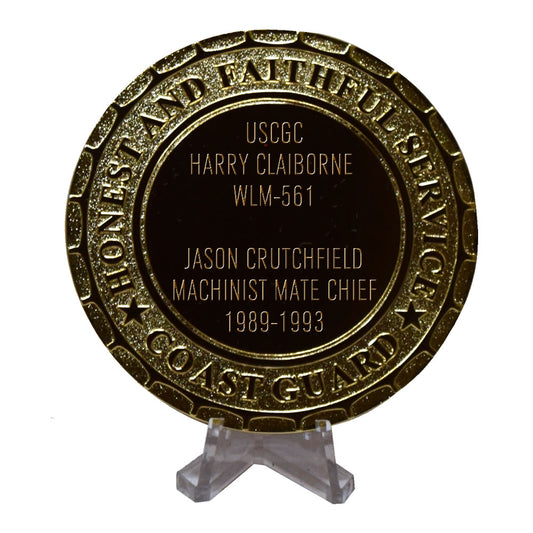 HONEST AND FAITHFUL SERVICE
USCGC
HARRY CLAIBORNE
WLM-561
JASON CRUTCHFIELD
MACHINIST MATE CHIEF
1989-1993
★ COAST GUARD ★